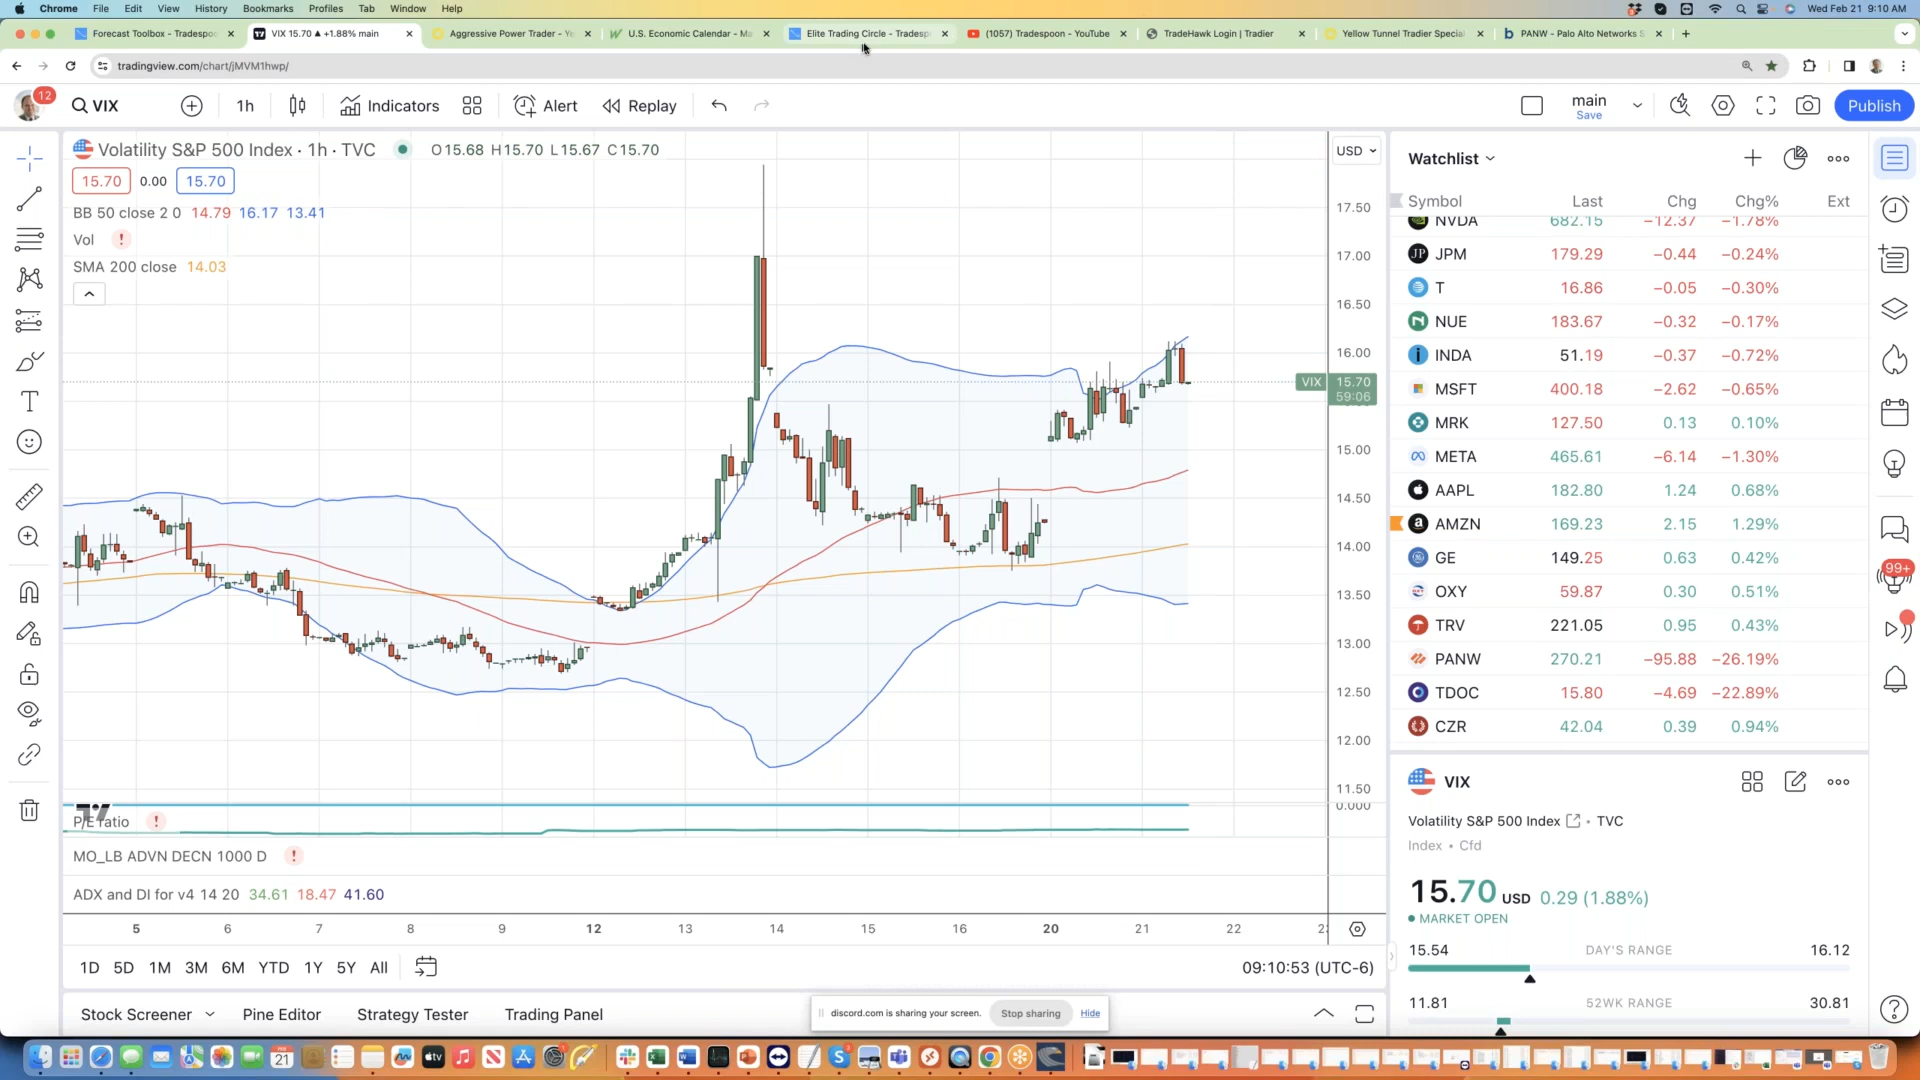 Chrome File Edit View History Bookmarks Profiles Tab Window Help Wed Feb 21 9:10 AM
Forecast Toolbox - Tradespo VIX 15.70 ▲ +1.88% main Aggressive Power Trader - Y U.S. Economic Calendar - Ma Elite Trading Circle - Tradesp (1057) Tradespoon - YouTube TradeHawk Login | Tradier Yellow Tunnel Tradier Special PANW - Palo Alto Networks S
tradingview.com/chart/jMVM1hwp/
12 VIX 1h Indicators Alert Replay main Save Publish
Volatility S&P 500 Index · 1h · TVC O15.68 H15.70 L15.67 C15.70
15.70 0.00 15.70
BB 50 close 2 0 14.79 16.17 13.41
Vol
SMA 200 close 14.03
USD
17.50
17.00
16.50
16.00
VIX 15.70
59:06
15.00
14.50
14.00
13.50
13.00
12.50
12.00
11.50
0.000
P/E ratio
MO_LB ADVN DECN 1000 D
ADX and DI for v4 14 20 34.61 18.47 41.60
5 6 7 8 9 12 13 14 15 16 20 21 22
1D 5D 1M 3M 6M YTD 1Y 5Y All 09:10:53 (UTC-6)
Stock Screener Pine Editor Strategy Tester Trading Panel
discord.com is sharing your screen. Stop sharing Hide
Watchlist
Symbol Last Chg Chg% Ext
NVDA 682.15 −12.37 −1.78%
JPM 179.29 −0.44 −0.24%
T 16.86 −0.05 −0.30%
NUE 183.67 −0.32 −0.17%
INDA 51.19 −0.37 −0.72%
MSFT 400.18 −2.62 −0.65%
MRK 127.50 0.13 0.10%
META 465.61 −6.14 −1.30%
AAPL 182.80 1.24 0.68%
AMZN 169.23 2.15 1.29%
GE 149.25 0.63 0.42%
OXY 59.87 0.30 0.51%
TRV 221.05 0.95 0.43%
PANW 270.21 −95.88 −26.19%
TDOC 15.80 −4.69 −22.89%
CZR 42.04 0.39 0.94%
VIX
Volatility S&P 500 Index • TVC
Index • Cfd
15.70 USD 0.29 (1.88%)
MARKET OPEN
15.54 DAY'S RANGE 16.12
11.81 52WK RANGE 30.81
99+
FEB
21